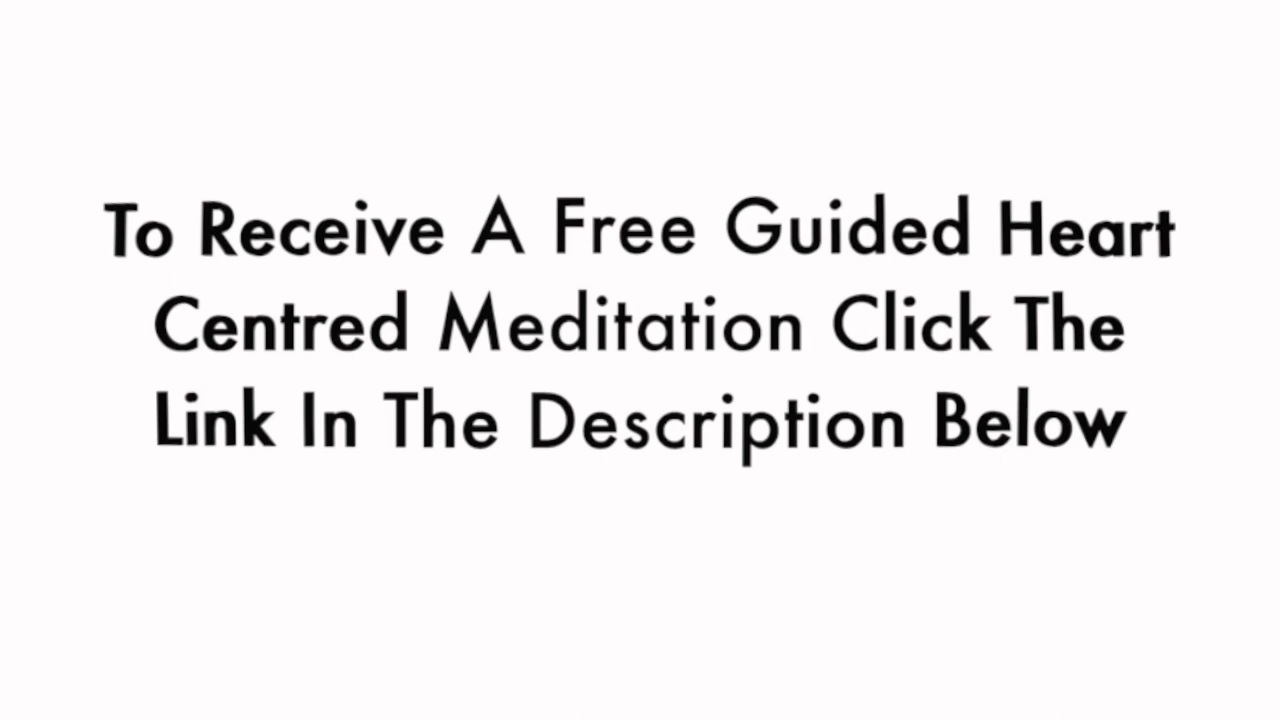 To Receive A Free Guided Heart
Centred Meditation Click The
Link In The Description Below